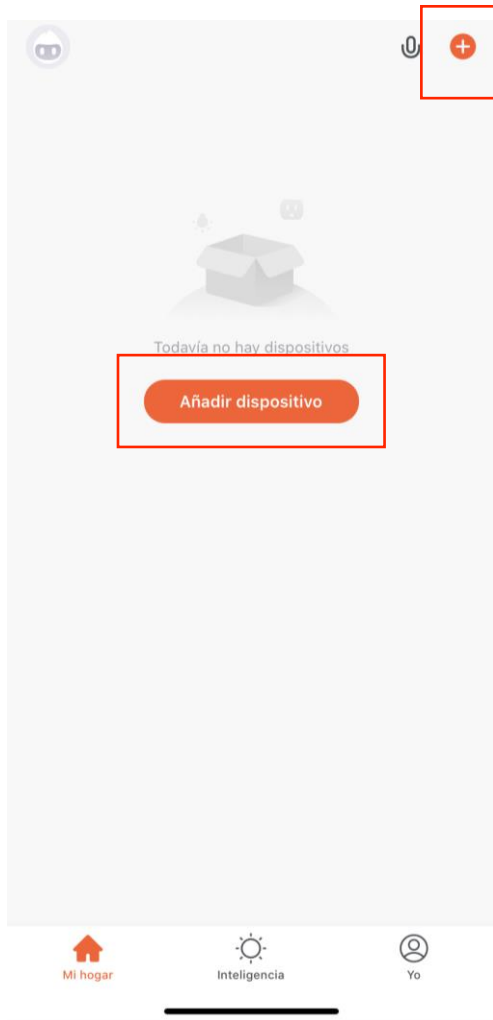 Todavía no hay dispositivos
Añadir dispositivo
Mi hogar
Inteligencia
Yo